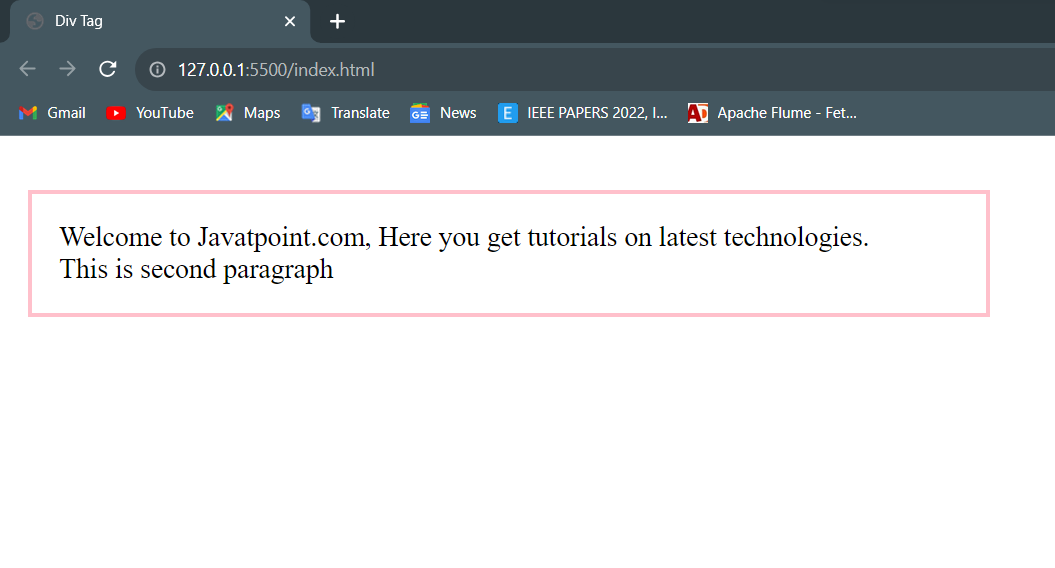 Div Tag
127.0.0.1:5500/index.html
Gmail YouTube Maps Translate News IEEE PAPERS 2022, I... Apache Flume - Fet...
Welcome to Javatpoint.com, Here you get tutorials on latest technologies.
This is second paragraph